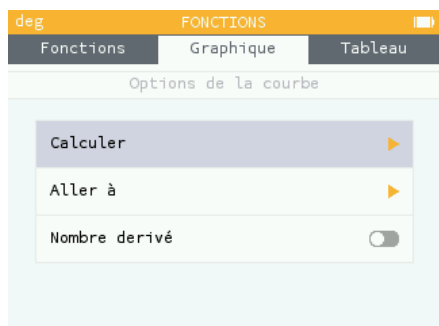 deg FONCTIONS
Fonctions Graphique Tableau
Options de la courbe
Calculer
Aller à
Nombre derivé